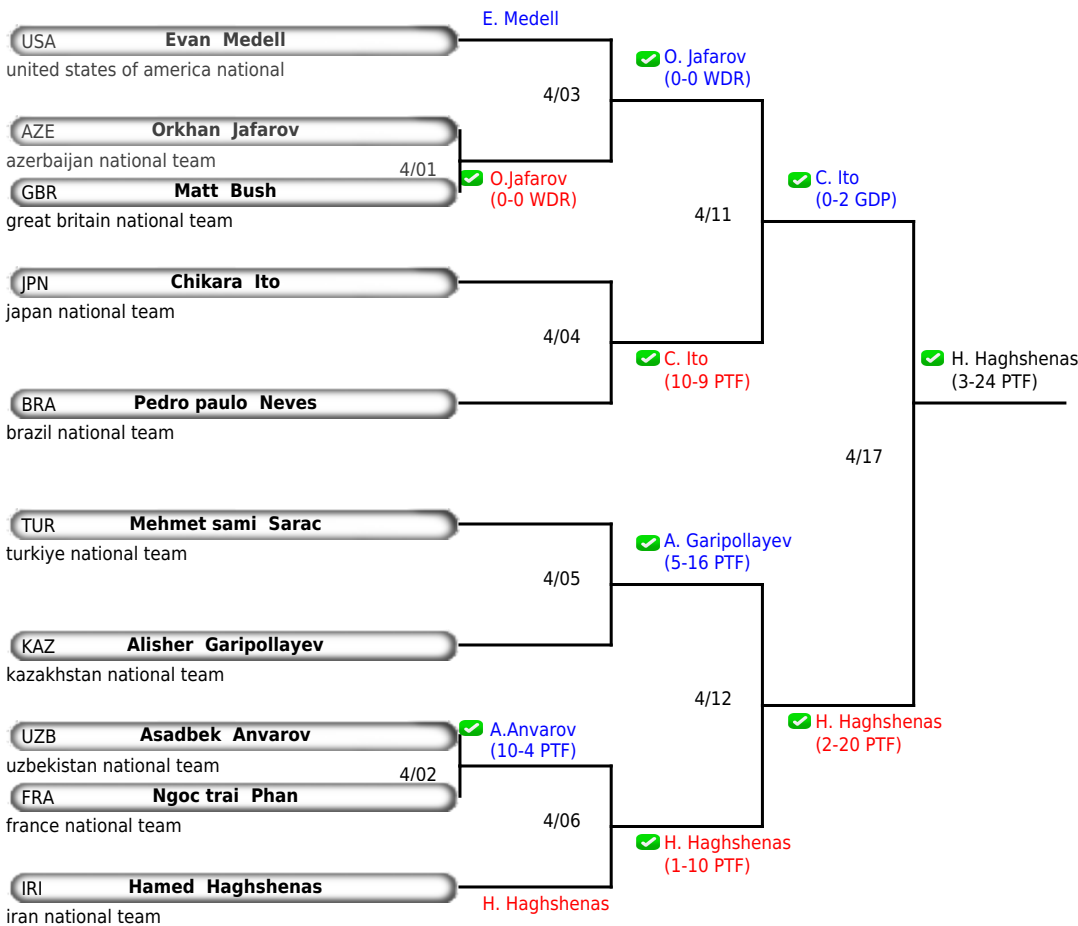 E. Medell
USA Evan Medell
united states of america national
O. Jafarov
(0-0 WDR)
4/03
AZE Orkhan Jafarov
azerbaijan national team
4/01
O.Jafarov
(0-0 WDR)
GBR Matt Bush
great britain national team
C. Ito
(0-2 GDP)
4/11
JPN Chikara Ito
japan national team
4/04
C. Ito
(10-9 PTF)
H. Haghshenas
(3-24 PTF)
BRA Pedro paulo Neves
brazil national team
4/17
TUR Mehmet sami Sarac
turkiye national team
A. Garipollayev
(5-16 PTF)
4/05
KAZ Alisher Garipollayev
kazakhstan national team
4/12
H. Haghshenas
(2-20 PTF)
UZB Asadbek Anvarov
uzbekistan national team
A.Anvarov
(10-4 PTF)
4/02
FRA Ngoc trai Phan
france national team
4/06
H. Haghshenas
(1-10 PTF)
IRI Hamed Haghshenas
iran national team
H. Haghshenas